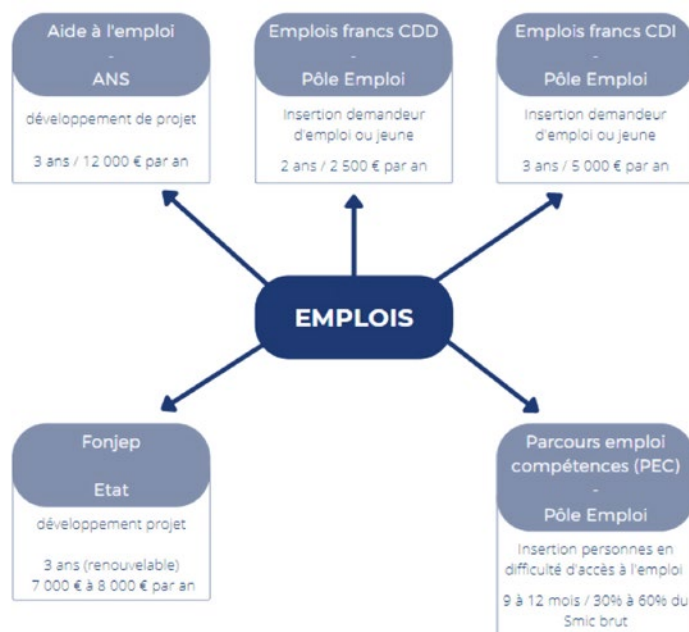 Aide à l'emploi
-
ANS
développement de projet
3 ans / 12 000 € par an
Emplois francs CDD
-
Pôle Emploi
Insertion demandeur
d'emploi ou jeune
2 ans / 2 500 € par an
Emplois francs CDI
-
Pôle Emploi
Insertion demandeur
d'emploi ou jeune
3 ans / 5 000 € par an
EMPLOIS
Fonjep
Etat
développement projet
3 ans (renouvelable)
7 000 € à 8 000 € par an
Parcours emploi
compétences (PEC)
-
Pôle Emploi
Insertion personnes en
difficulté d'accès à l'emploi
9 à 12 mois / 30% à 60% du
Smic brut